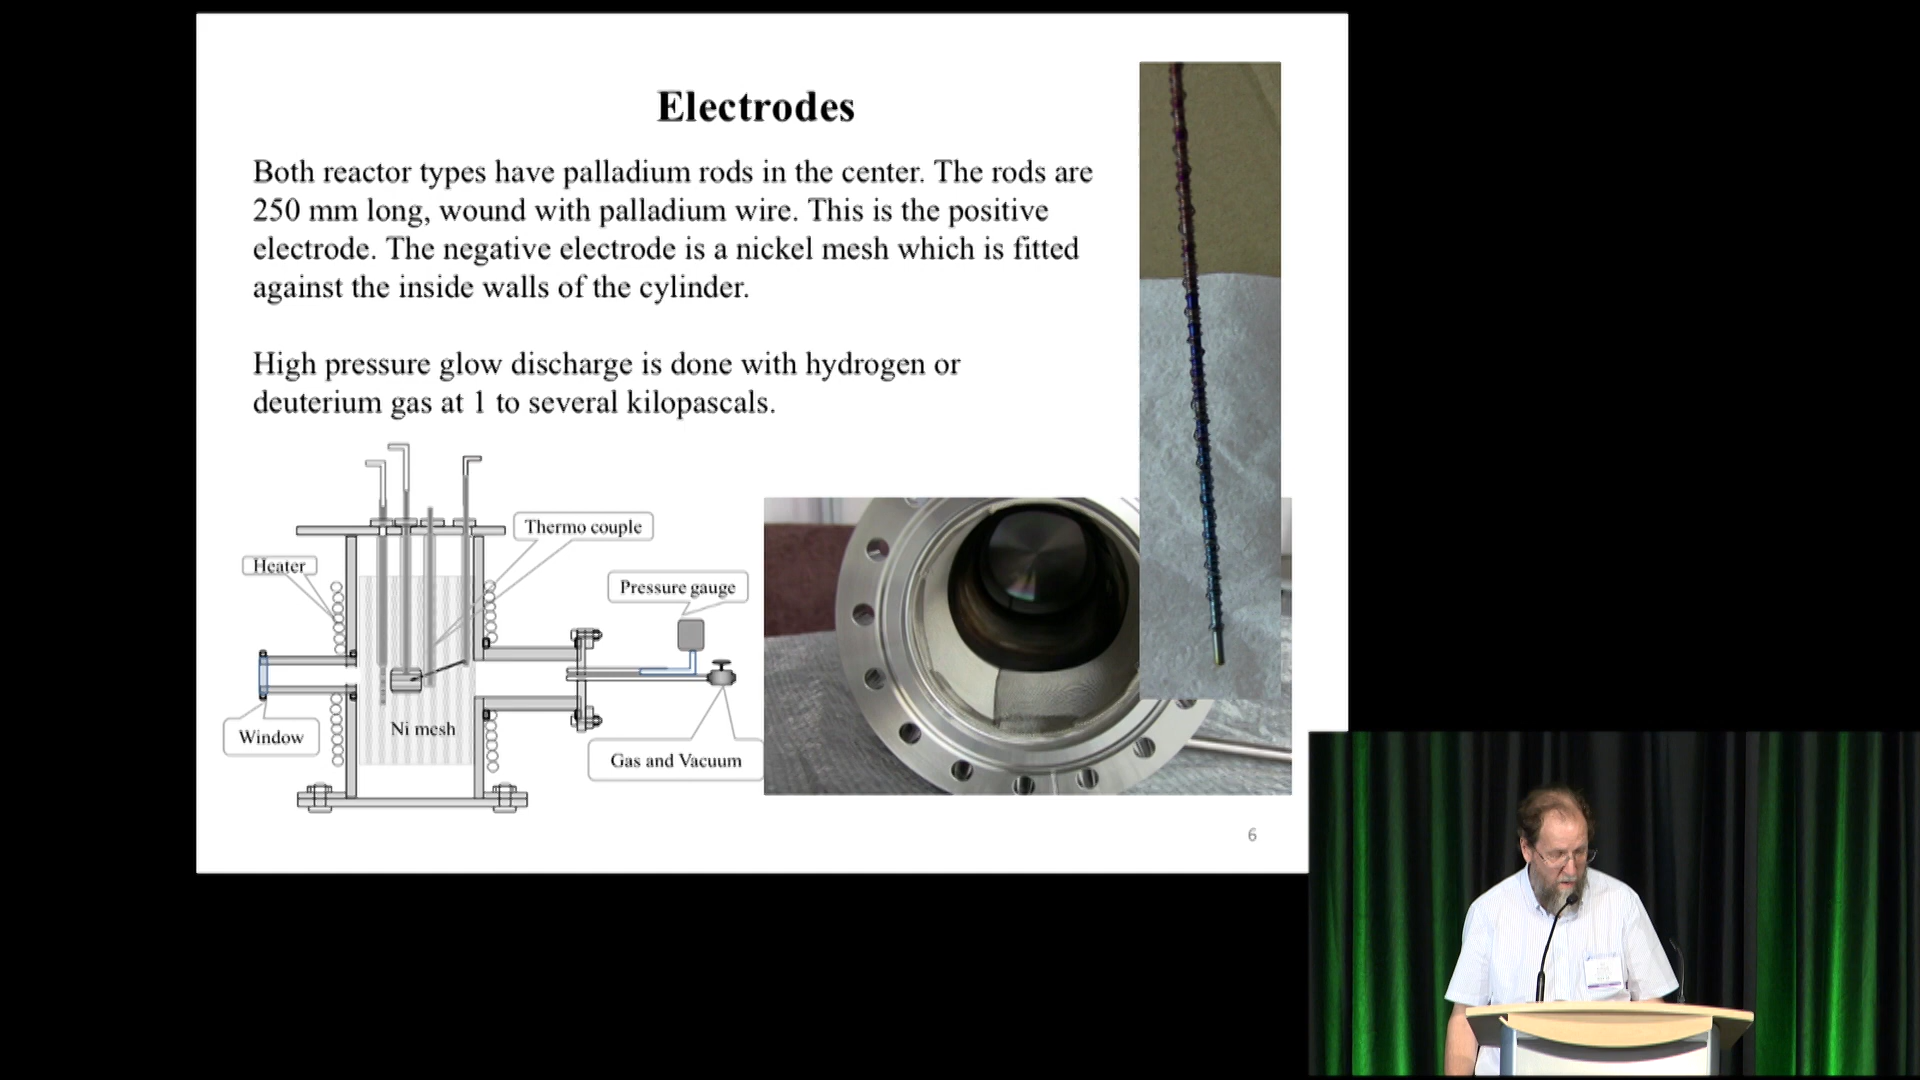 Electrodes
Both reactor types have palladium rods in the center. The rods are
250 mm long, wound with palladium wire. This is the positive
electrode. The negative electrode is a nickel mesh which is fitted
against the inside walls of the cylinder.
High pressure glow discharge is done with hydrogen or
deuterium gas at 1 to several kilopascals.
Thermo couple
Heater
Pressure gauge
Ni mesh
Window
Gas and Vacuum
6